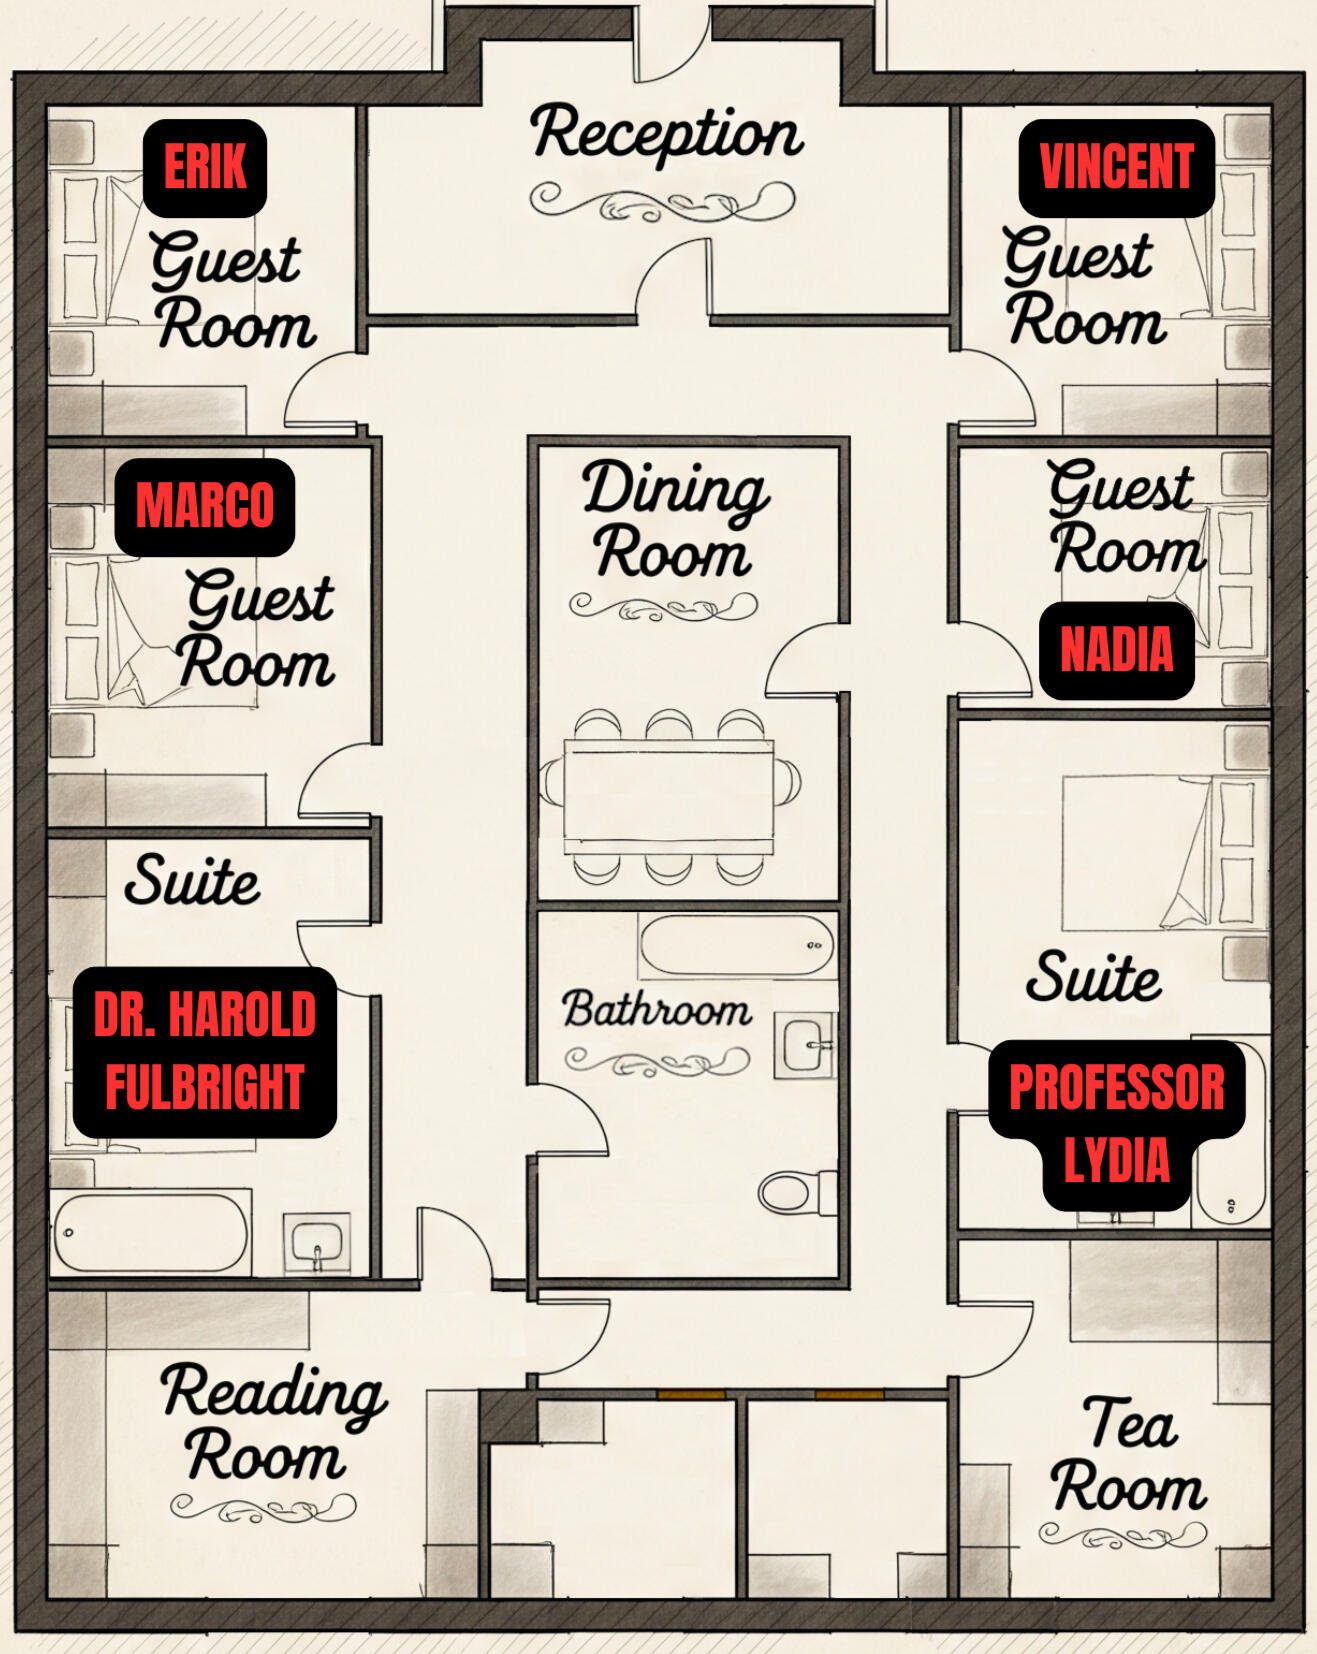 Reception
ERIK
Guest
Room
VINCENT
Guest
Room
MARCO
Guest
Room
Dining
Room
Guest
Room
NADIA
Suite
DR. HAROLD
FULBRIGHT
Bathroom
Suite
PROFESSOR
LYDIA
Reading
Room
Tea
Room